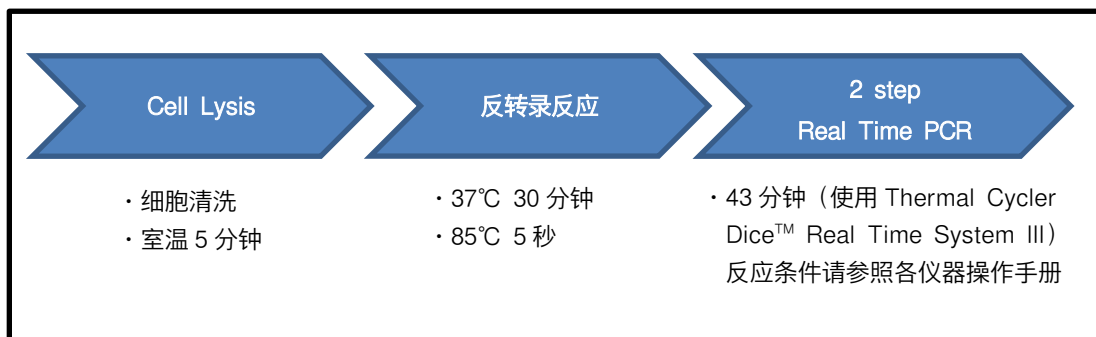 Cell Lysis
反转录反应
2 step
Real Time PCR
・细胞清洗
・室温 5 分钟
・37℃ 30 分钟
・85℃ 5 秒
・43 分钟（使用 Thermal Cycler
Dice™ Real Time System III）
反应条件请参照各仪器操作手册